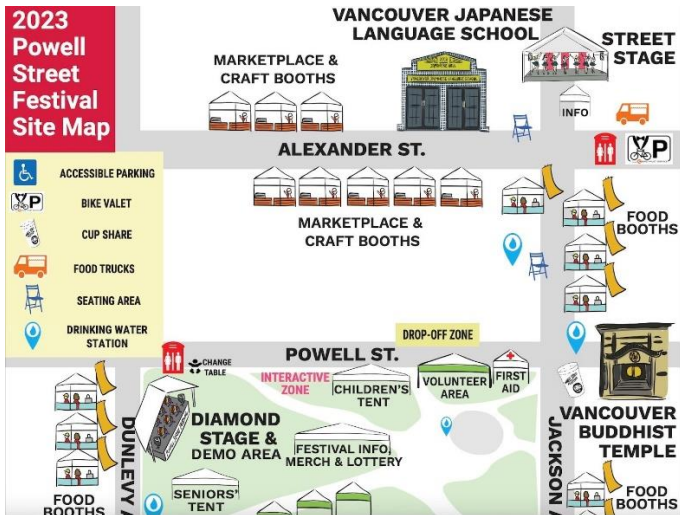 2023
Powell
Street
Festival
Site Map
VANCOUVER JAPANESE
LANGUAGE SCHOOL
STREET
STAGE
MARKETPLACE &
CRAFT BOOTHS
INFO
P
ALEXANDER ST.
ACCESSIBLE PARKING
P
BIKE VALET
CUP SHARE
FOOD TRUCKS
SEATING AREA
DRINKING WATER
STATION
MARKETPLACE &
CRAFT BOOTHS
FOOD
BOOTHS
DROP-OFF ZONE
POWELL ST.
CHANGE
TABLE
INTERACTIVE
ZONE
CHILDREN'S
TENT
VOLUNTEER
AREA
FIRST
AID
DIAMOND
STAGE &
DEMO AREA
FESTIVAL INFO,
MERCH & LOTTERY
SENIORS'
TENT
VANCOUVER
BUDDHIST
TEMPLE
DUNLEVY A
JACKSON A
FOOD
BOOTHS
FOOD
BOOTHS